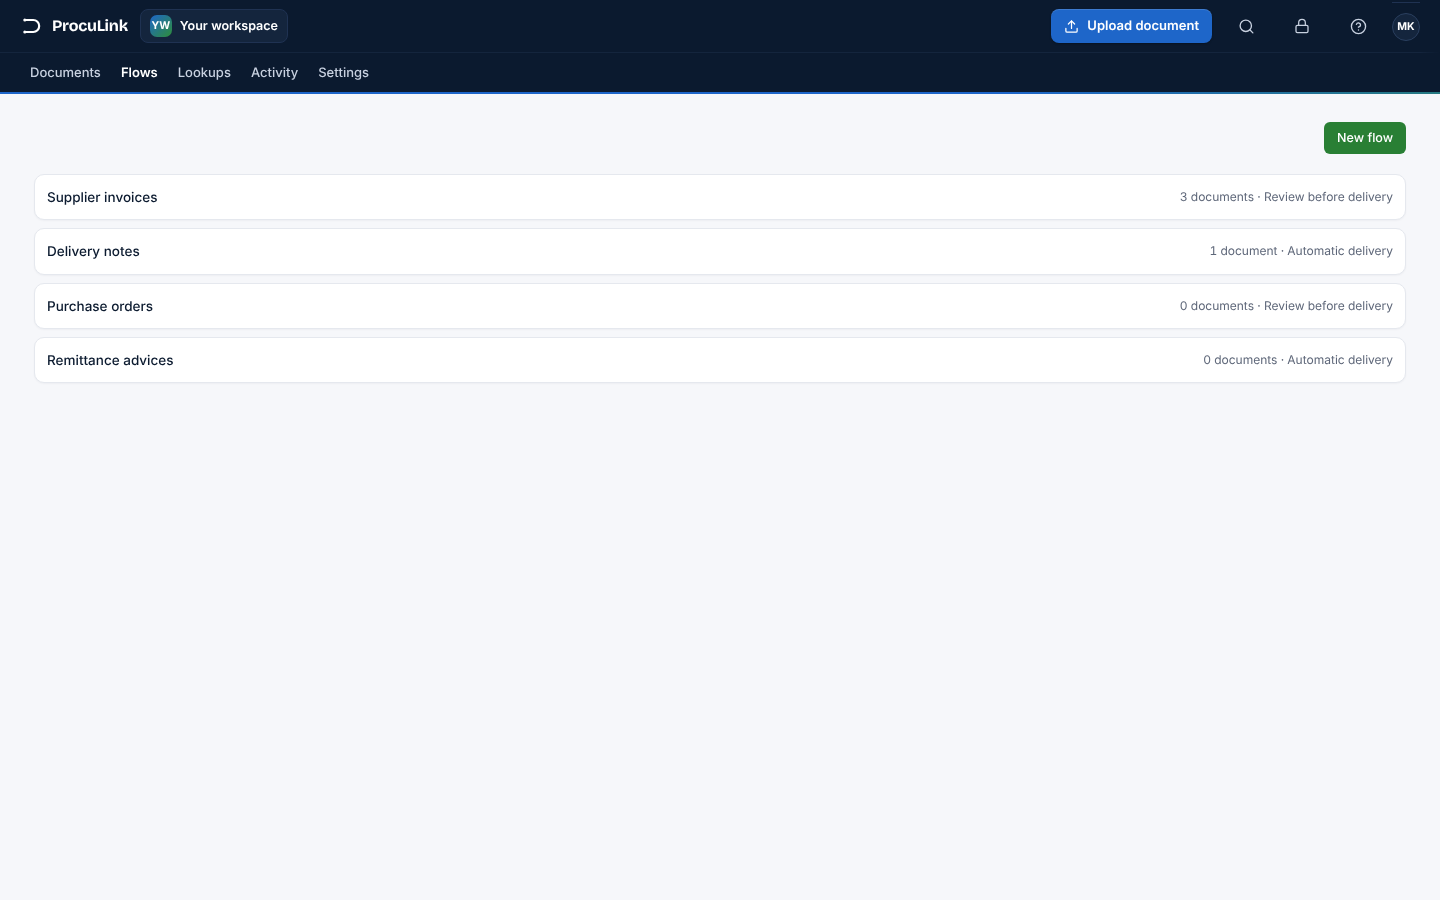 ProcuLink
YW Your workspace
Upload document
MK
Documents Flows Lookups Activity Settings
New flow
Supplier invoices 3 documents · Review before delivery
Delivery notes 1 document · Automatic delivery
Purchase orders 0 documents · Review before delivery
Remittance advices 0 documents · Automatic delivery